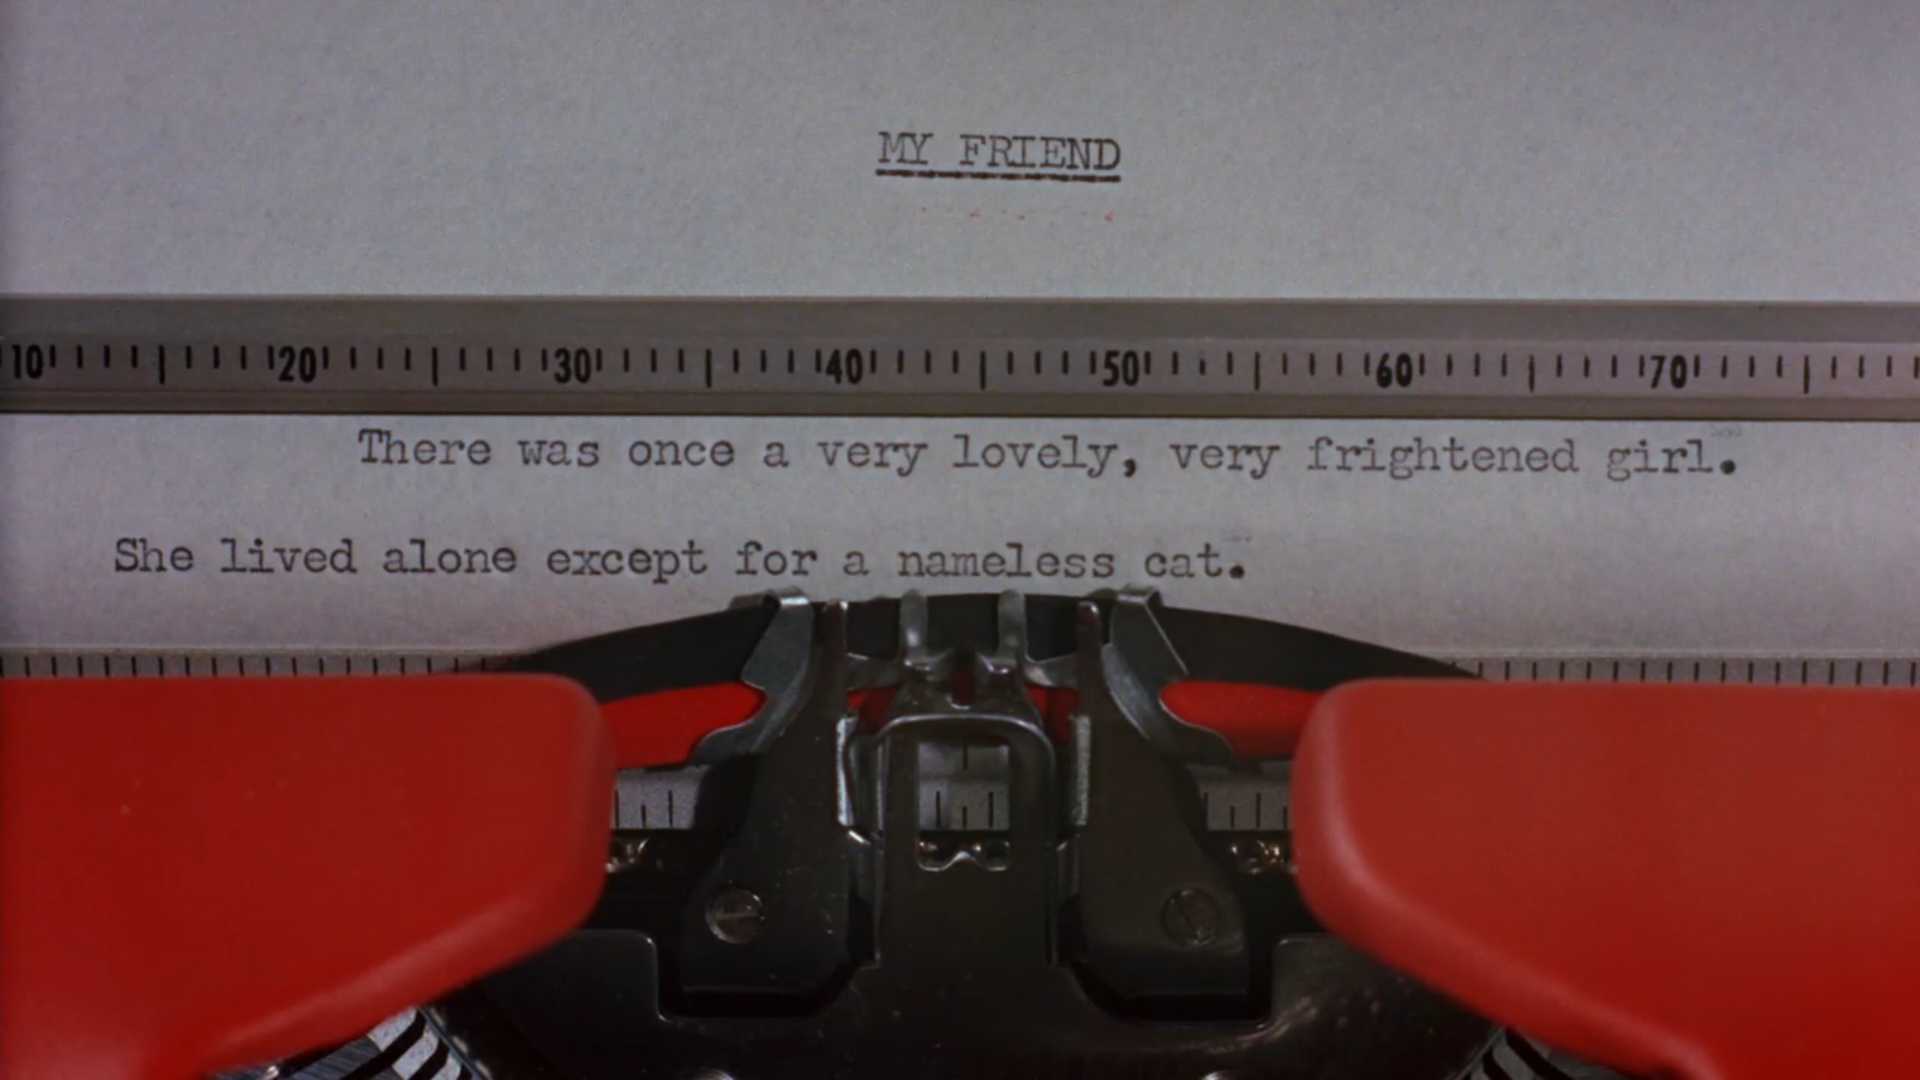 MY FRIEND
10 20 30 40 50 60 70
There was once a very lovely, very frightened girl.
She lived alone except for a nameless cat.